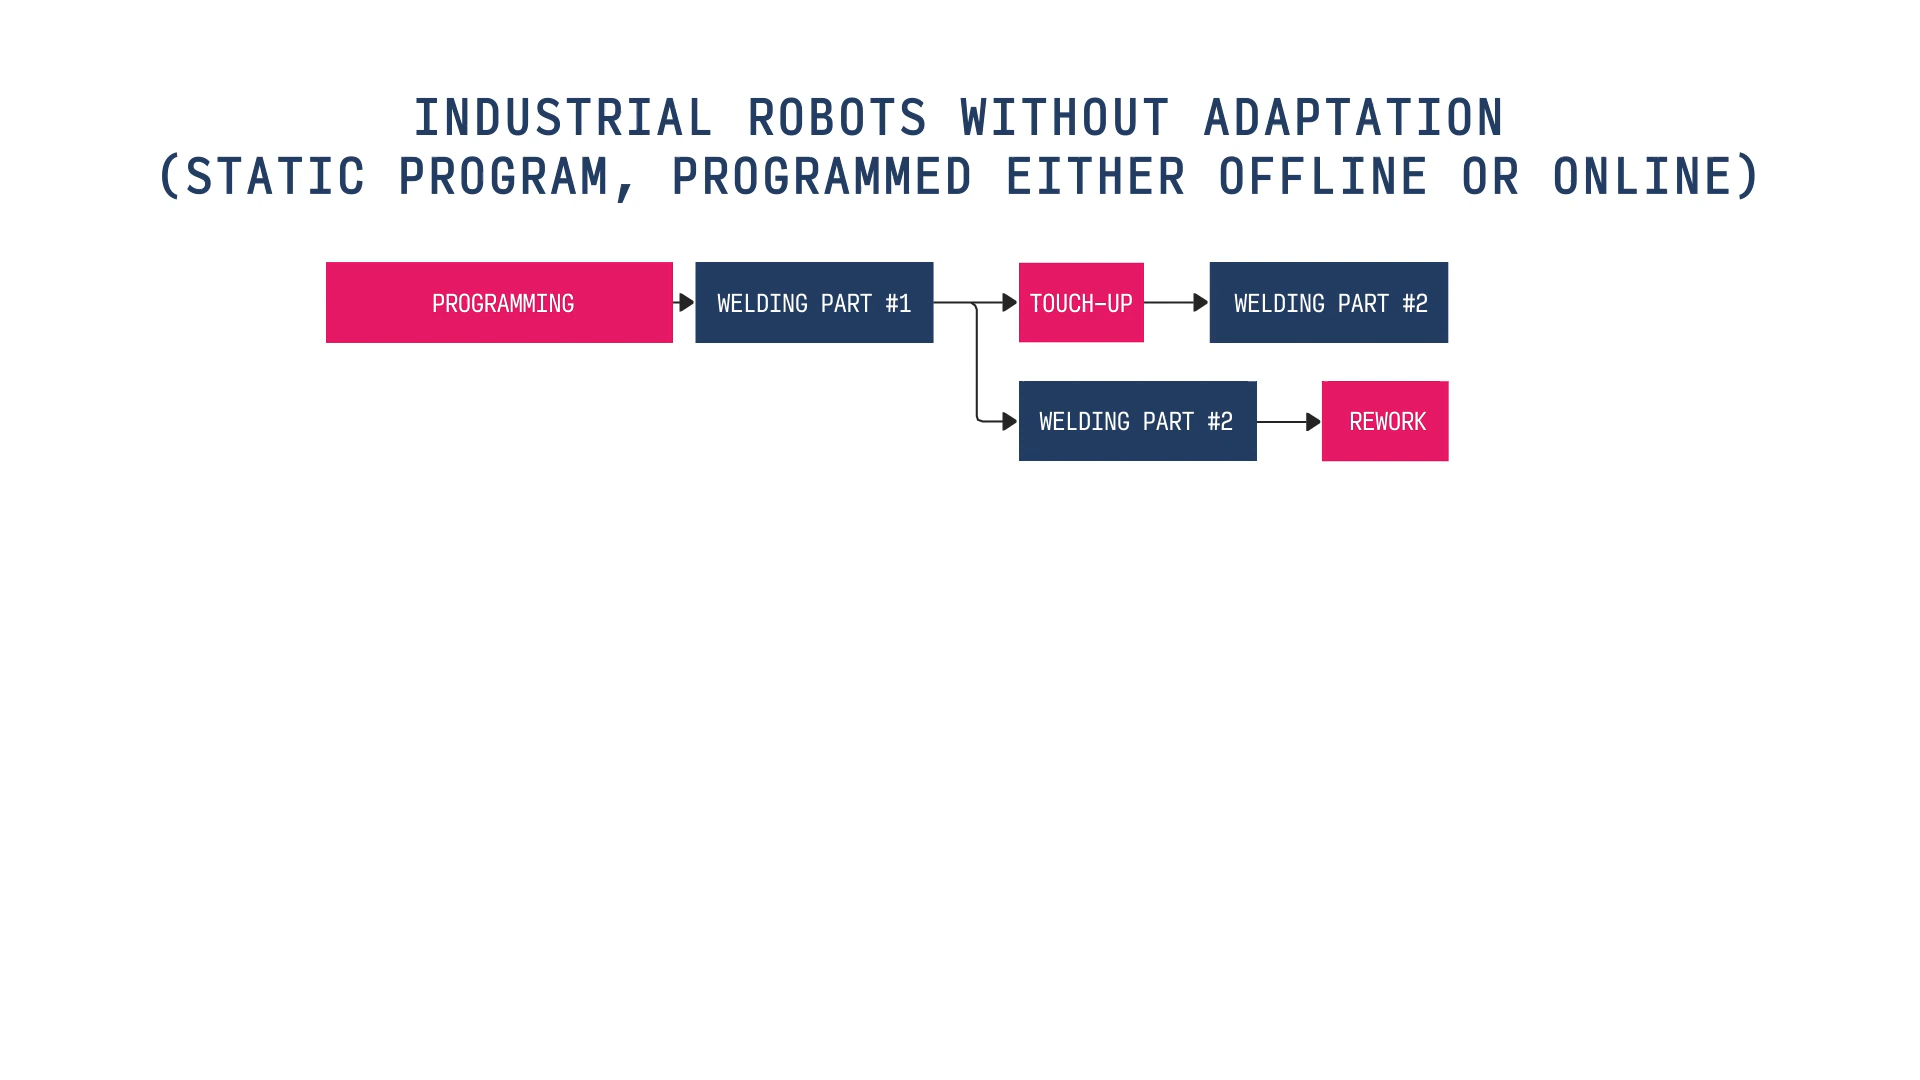 INDUSTRIAL ROBOTS WITHOUT ADAPTATION
(STATIC PROGRAM, PROGRAMMED EITHER OFFLINE OR ONLINE)
PROGRAMMING
WELDING PART #1
TOUCH-UP
WELDING PART #2
WELDING PART #2
REWORK